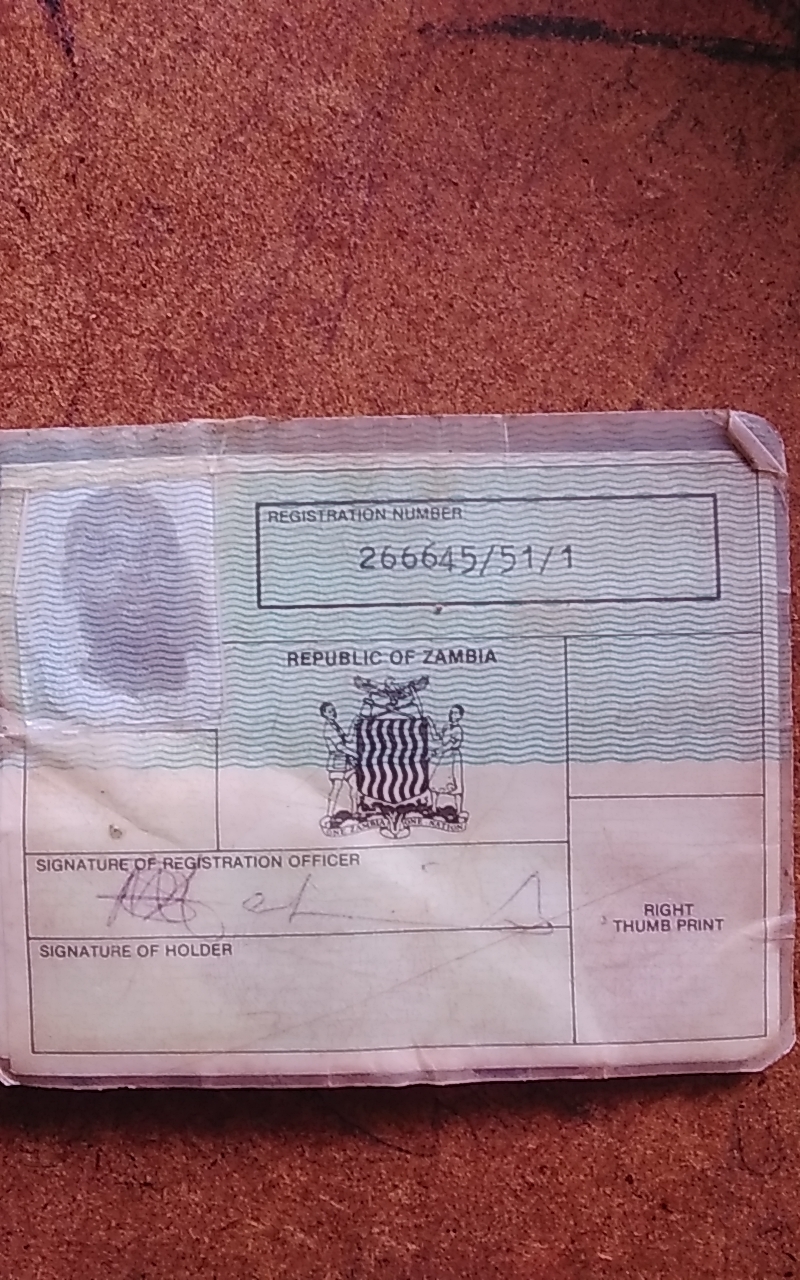 REGISTRATION NUMBER
266645/51/1
REPUBLIC OF ZAMBIA
ONE ZAMBIA ONE NATION
SIGNATURE OF REGISTRATION OFFICER
SIGNATURE OF HOLDER
RIGHT
THUMB PRINT